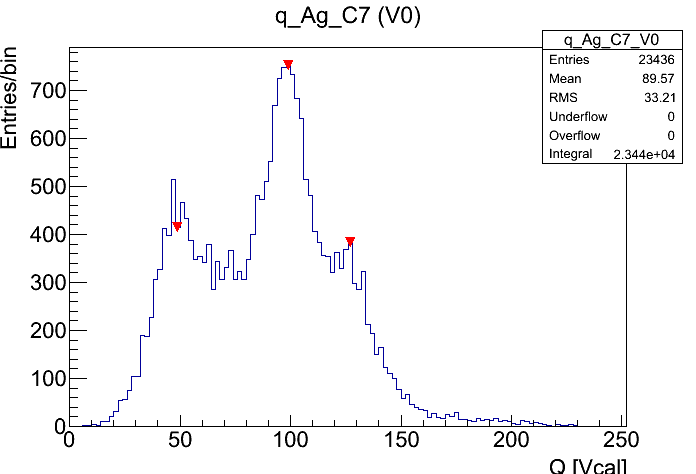 q_Ag_C7 (V0)
q_Ag_C7_V0
Entries 23436
Mean 89.57
RMS 33.21
Underflow 0
Overflow 0
Integral 2.344e+04
Entries/bin
700
600
500
400
300
200
100
0
0 50 100 150 200 250
Q [Vcal]